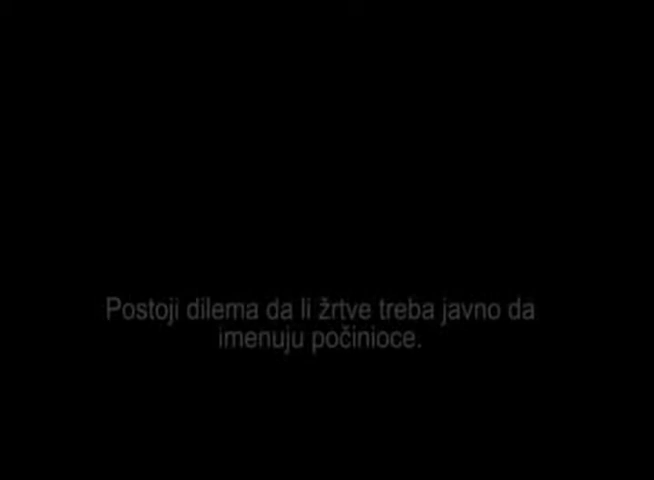 Postoji dilema da li žrtve treba javno da
imenuju počinioce.